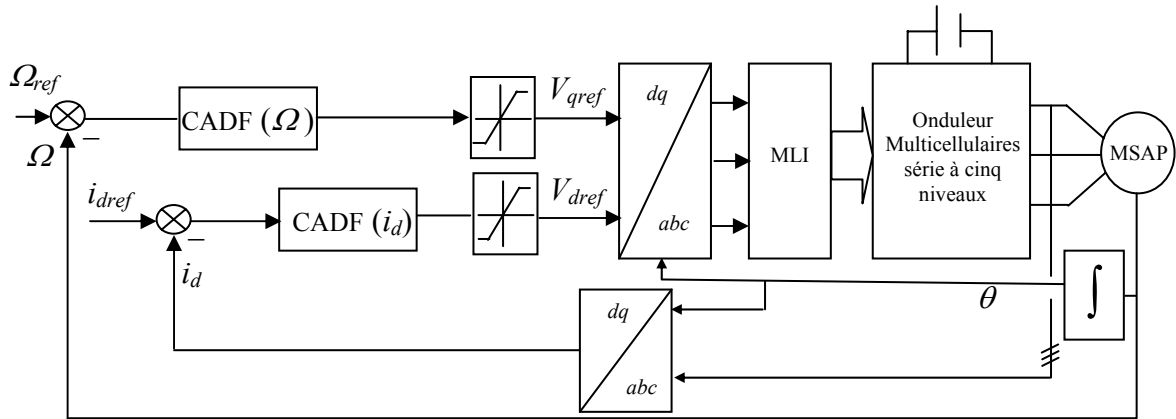 Ωref
−
Ω
CADF (Ω)
Vqref
idref
−
id
CADF (id)
Vdref
dq
abc
MLI
Onduleur
Multicellulaires
série à cinq
niveaux
MSAP
θ
∫
dq
abc